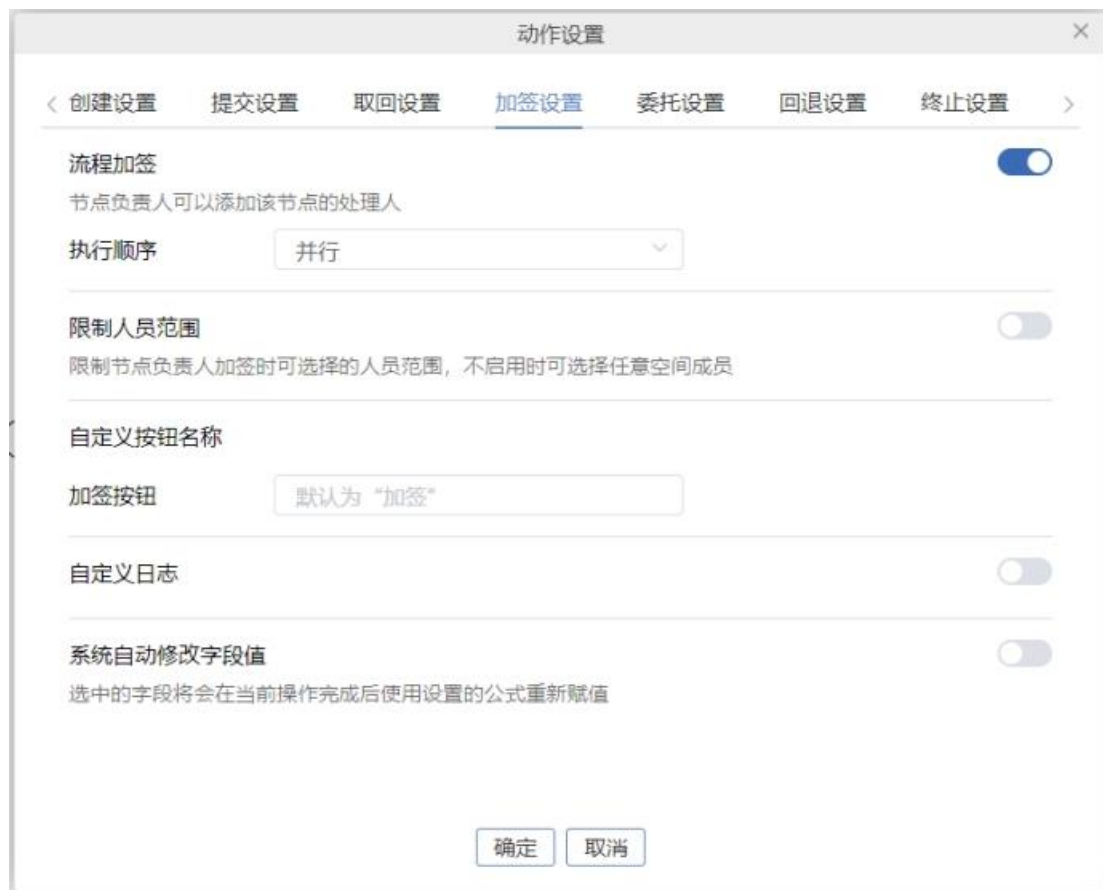 动作设置
创建设置 提交设置 取回设置 加签设置 委托设置 回退设置 终止设置
流程加签
节点负责人可以添加该节点的处理人
执行顺序 并行
限制人员范围
限制节点负责人加签时可选择的人员范围，不启用时可选择任意空间成员
自定义按钮名称
加签按钮 默认为“加签”
自定义日志
系统自动修改字段值
选中的字段将会在当前操作完成后使用设置的公式重新赋值
确定 取消